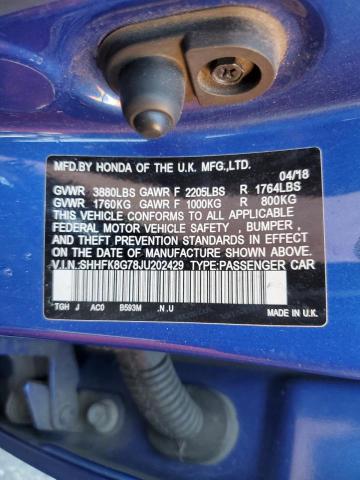 MFD.BY HONDA OF THE U.K. MFG.,LTD.
04/18
GVWR 3880LBS GAWR F 2205LBS R 1764LBS
GVWR 1760KG GAWR F 1000KG R 800KG
THIS VEHICLE CONFORMS TO ALL APPLICABLE
FEDERAL MOTOR VEHICLE SAFETY , BUMPER ,
AND THEFT PREVENTION STANDARDS IN EFFECT
ON THE DATE OF MANUFACTURE SHOWN ABOVE.
V.I.N.:SHHFK8G78JU202429 TYPE:PASSENGER CAR
TGH J AC0 B593M .N.U MADE IN U.K.